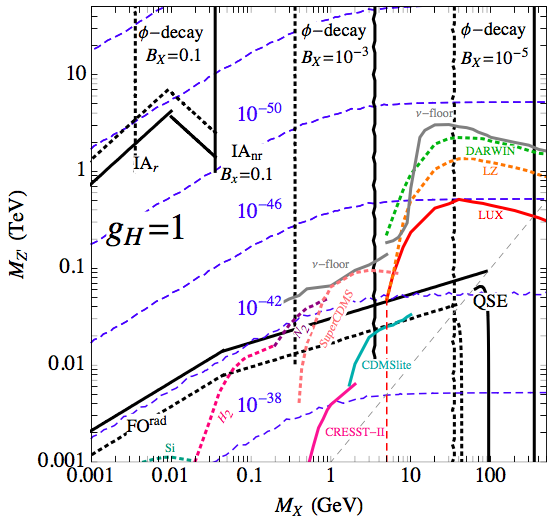 ϕ-decay
B_X=0.1
ϕ-decay
B_X=10^-3
ϕ-decay
B_X=10^-5
10
1
0.1
0.01
0.001
M_Z' (TeV)
10^-50
10^-46
10^-42
10^-38
IA_r
IA_nr
B_x=0.1
g_H=1
ν-floor
DARWIN
LZ
LUX
ν-floor
SuperCDMS
N_2
H_2
QSE
CDMSlite
CRESST-II
FO^rad
Si
0.001
0.01
0.1
1
10
100
M_X (GeV)